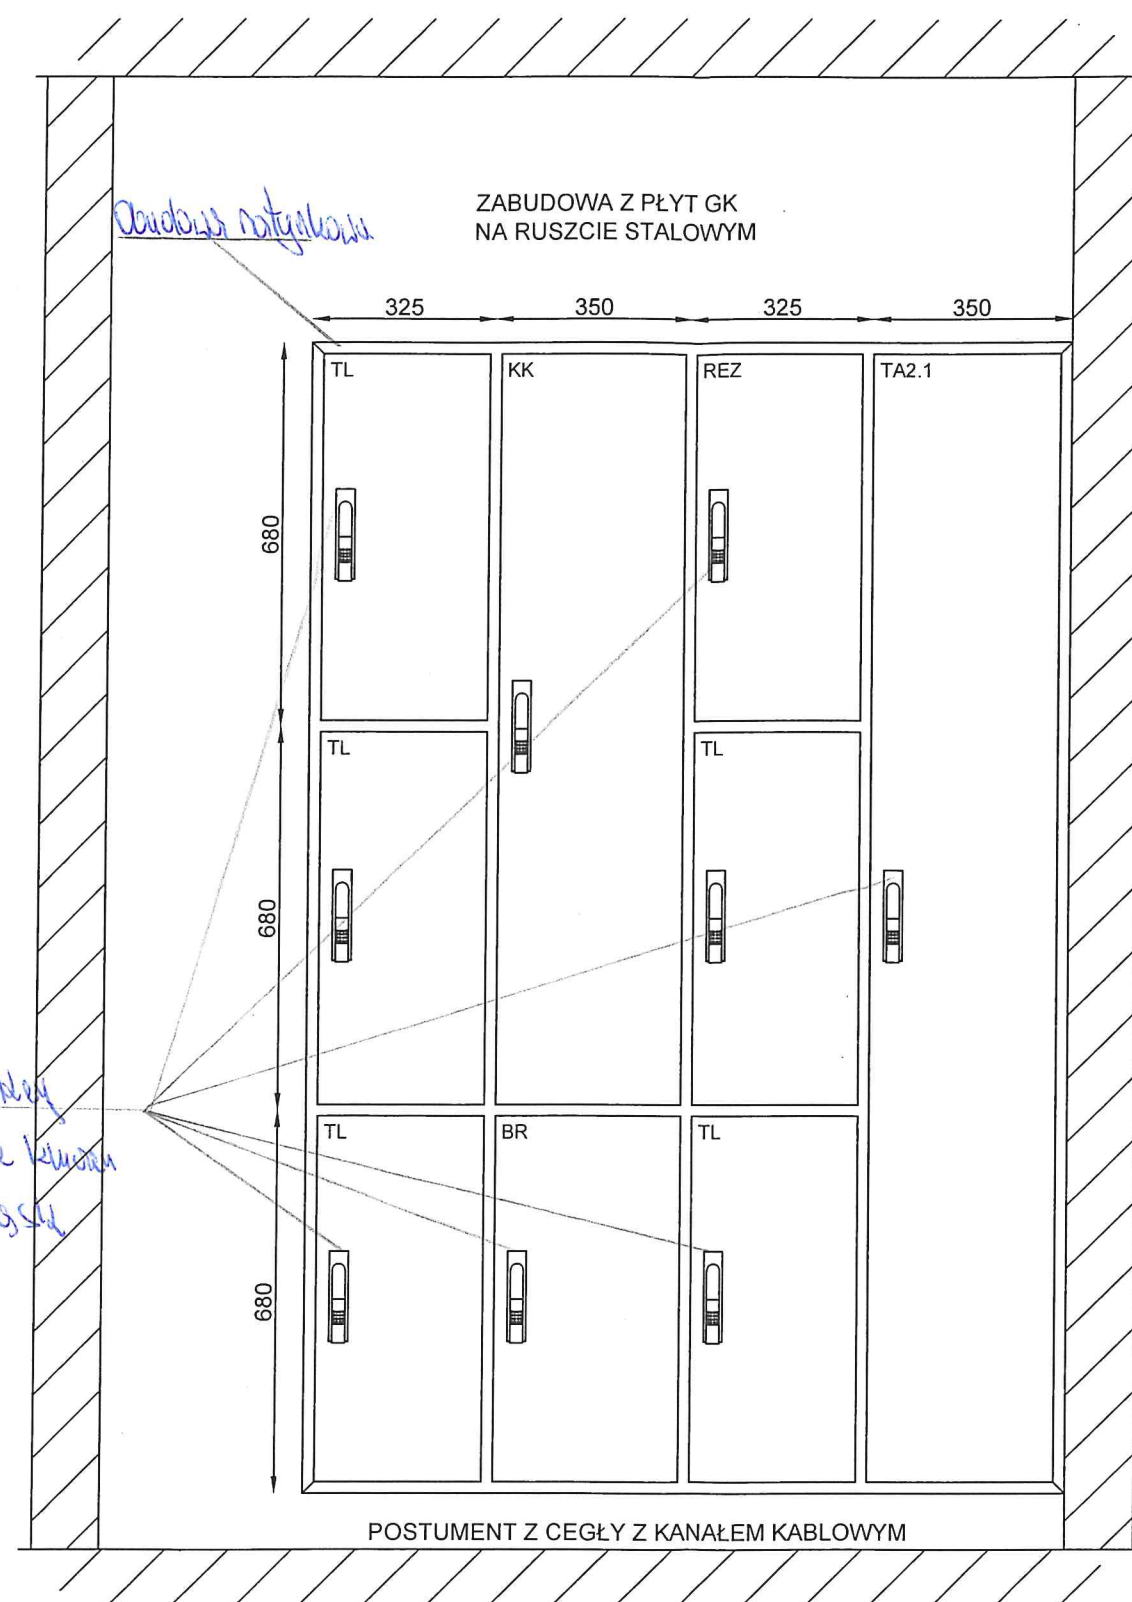 ZABUDOWA Z PŁYT GK
NA RUSZCIE STALOWYM
325 350 325 350
TL KK REZ TA2.1
680
TL TL
680
TL BR TL
680
POSTUMENT Z CEGŁY Z KANAŁEM KABLOWYM